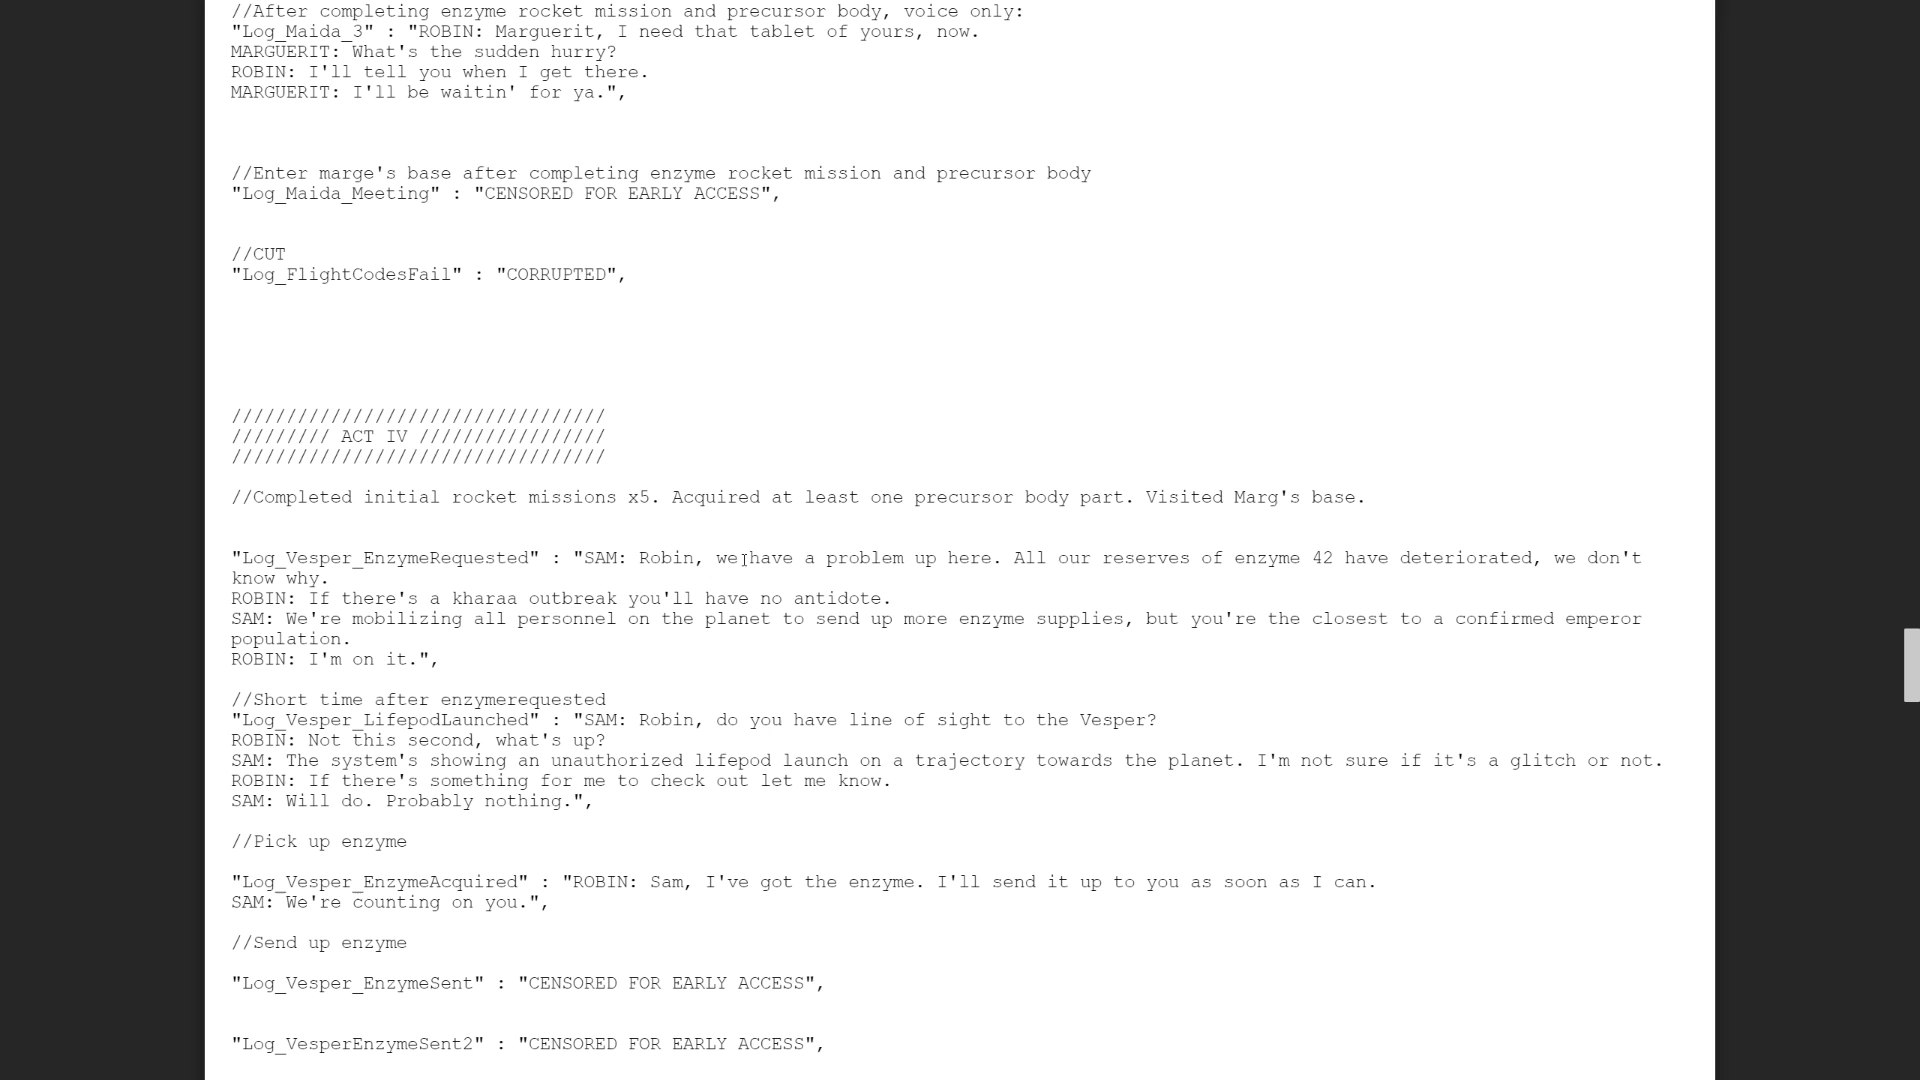 //After completing enzyme rocket mission and precursor body, voice only:
"Log_Maida_3" : "ROBIN: Marguerit, I need that tablet of yours, now.
MARGUERIT: What's the sudden hurry?
ROBIN: I'll tell you when I get there.
MARGUERIT: I'll be waitin' for ya.",
//Enter marge's base after completing enzyme rocket mission and precursor body
"Log_Maida_Meeting" : "CENSORED FOR EARLY ACCESS",
//CUT
"Log_FlightCodesFail" : "CORRUPTED",
//////////////////////////////////
///////// ACT IV /////////////////
//////////////////////////////////
//Completed initial rocket missions x5. Acquired at least one precursor body part. Visited Marg's base.
"Log_Vesper_EnzymeRequested" : "SAM: Robin, we have a problem up here. All our reserves of enzyme 42 have deteriorated, we don't
know why.
ROBIN: If there's a kharaa outbreak you'll have no antidote.
SAM: We're mobilizing all personnel on the planet to send up more enzyme supplies, but you're the closest to a confirmed emperor
population.
ROBIN: I'm on it.",
//Short time after enzymerequested
"Log_Vesper_LifepodLaunched" : "SAM: Robin, do you have line of sight to the Vesper?
ROBIN: Not this second, what's up?
SAM: The system's showing an unauthorized lifepod launch on a trajectory towards the planet. I'm not sure if it's a glitch or not.
ROBIN: If there's something for me to check out let me know.
SAM: Will do. Probably nothing.",
//Pick up enzyme
"Log_Vesper_EnzymeAcquired" : "ROBIN: Sam, I've got the enzyme. I'll send it up to you as soon as I can.
SAM: We're counting on you.",
//Send up enzyme
"Log_Vesper_EnzymeSent" : "CENSORED FOR EARLY ACCESS",
"Log_VesperEnzymeSent2" : "CENSORED FOR EARLY ACCESS",